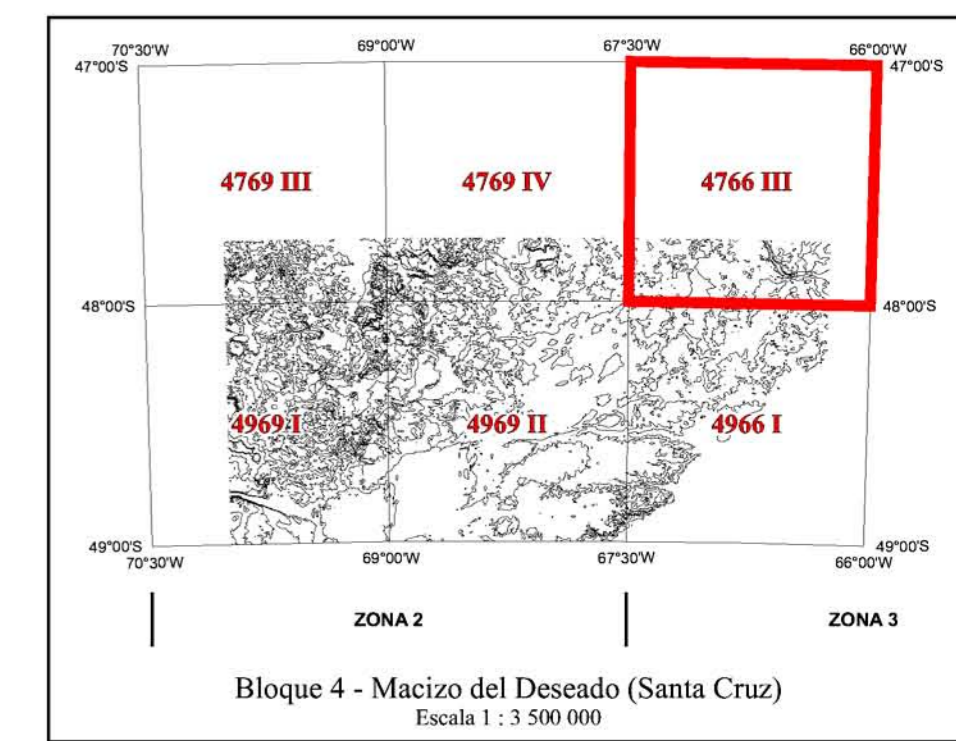 70°30'W 69°00'W 67°30'W 66°00'W
47°00'S 47°00'S
4769 III 4769 IV 4766 III
48°00'S 48°00'S
4969 I 4969 II 4966 I
49°00'S 49°00'S
70°30'W 69°00'W 67°30'W 66°00'W
ZONA 2 ZONA 3
Bloque 4 - Macizo del Deseado (Santa Cruz)
Escala 1 : 3 500 000